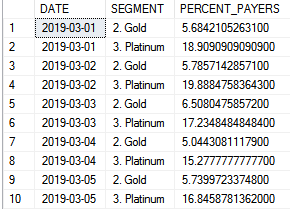 DATE SEGMENT PERCENT_PAYERS
1 2019-03-01 2. Gold 5.6842105263100
2 2019-03-01 3. Platinum 18.9090909090900
3 2019-03-02 2. Gold 5.7857142857100
4 2019-03-02 3. Platinum 19.8884758364300
5 2019-03-03 2. Gold 6.5080475857200
6 2019-03-03 3. Platinum 17.2348484848400
7 2019-03-04 2. Gold 5.0443081117900
8 2019-03-04 3. Platinum 15.2777777777700
9 2019-03-05 2. Gold 5.7399723374800
10 2019-03-05 3. Platinum 16.8458781362000